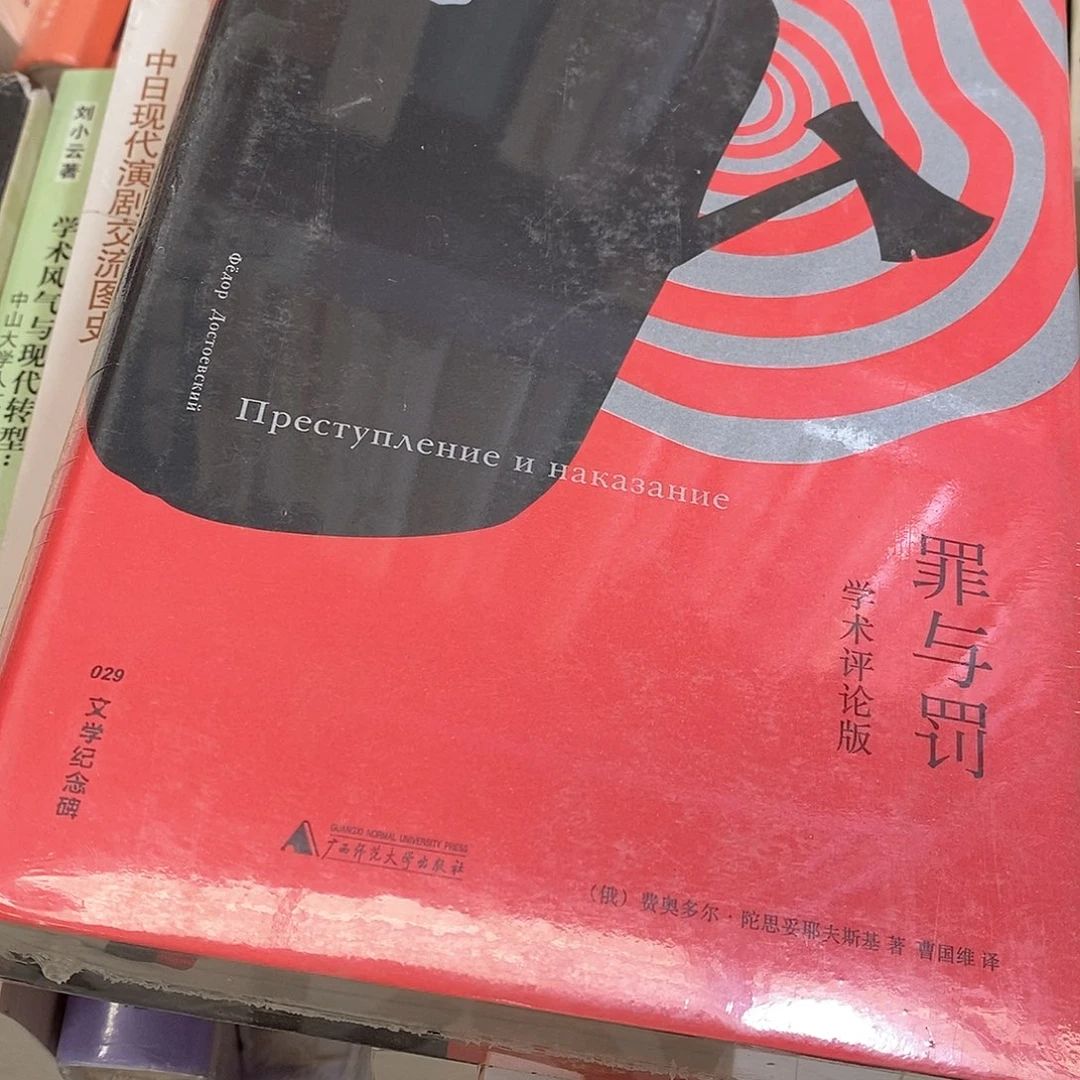 刘小云著
学术风气与现代转型：
中山大学人
中日现代演剧交流图史
Фёдор Достоевский
Преступление и наказание
罪与罚
学术评论版
029
文学纪念碑
GUANGXI NORMAL UNIVERSITY PRESS
广西师范大学出版社
（俄）费奥多尔·陀思妥耶夫斯基 著 曹国维 译